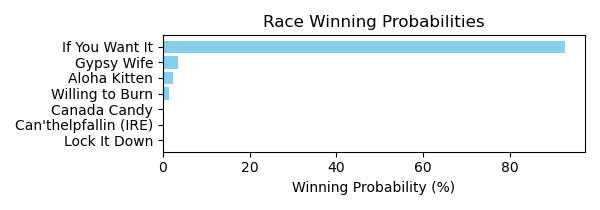 Race Winning Probabilities
If You Want It
Gypsy Wife
Aloha Kitten
Willing to Burn
Canada Candy
Can'thelpfallin (IRE)
Lock It Down
0 20 40 60 80
Winning Probability (%)